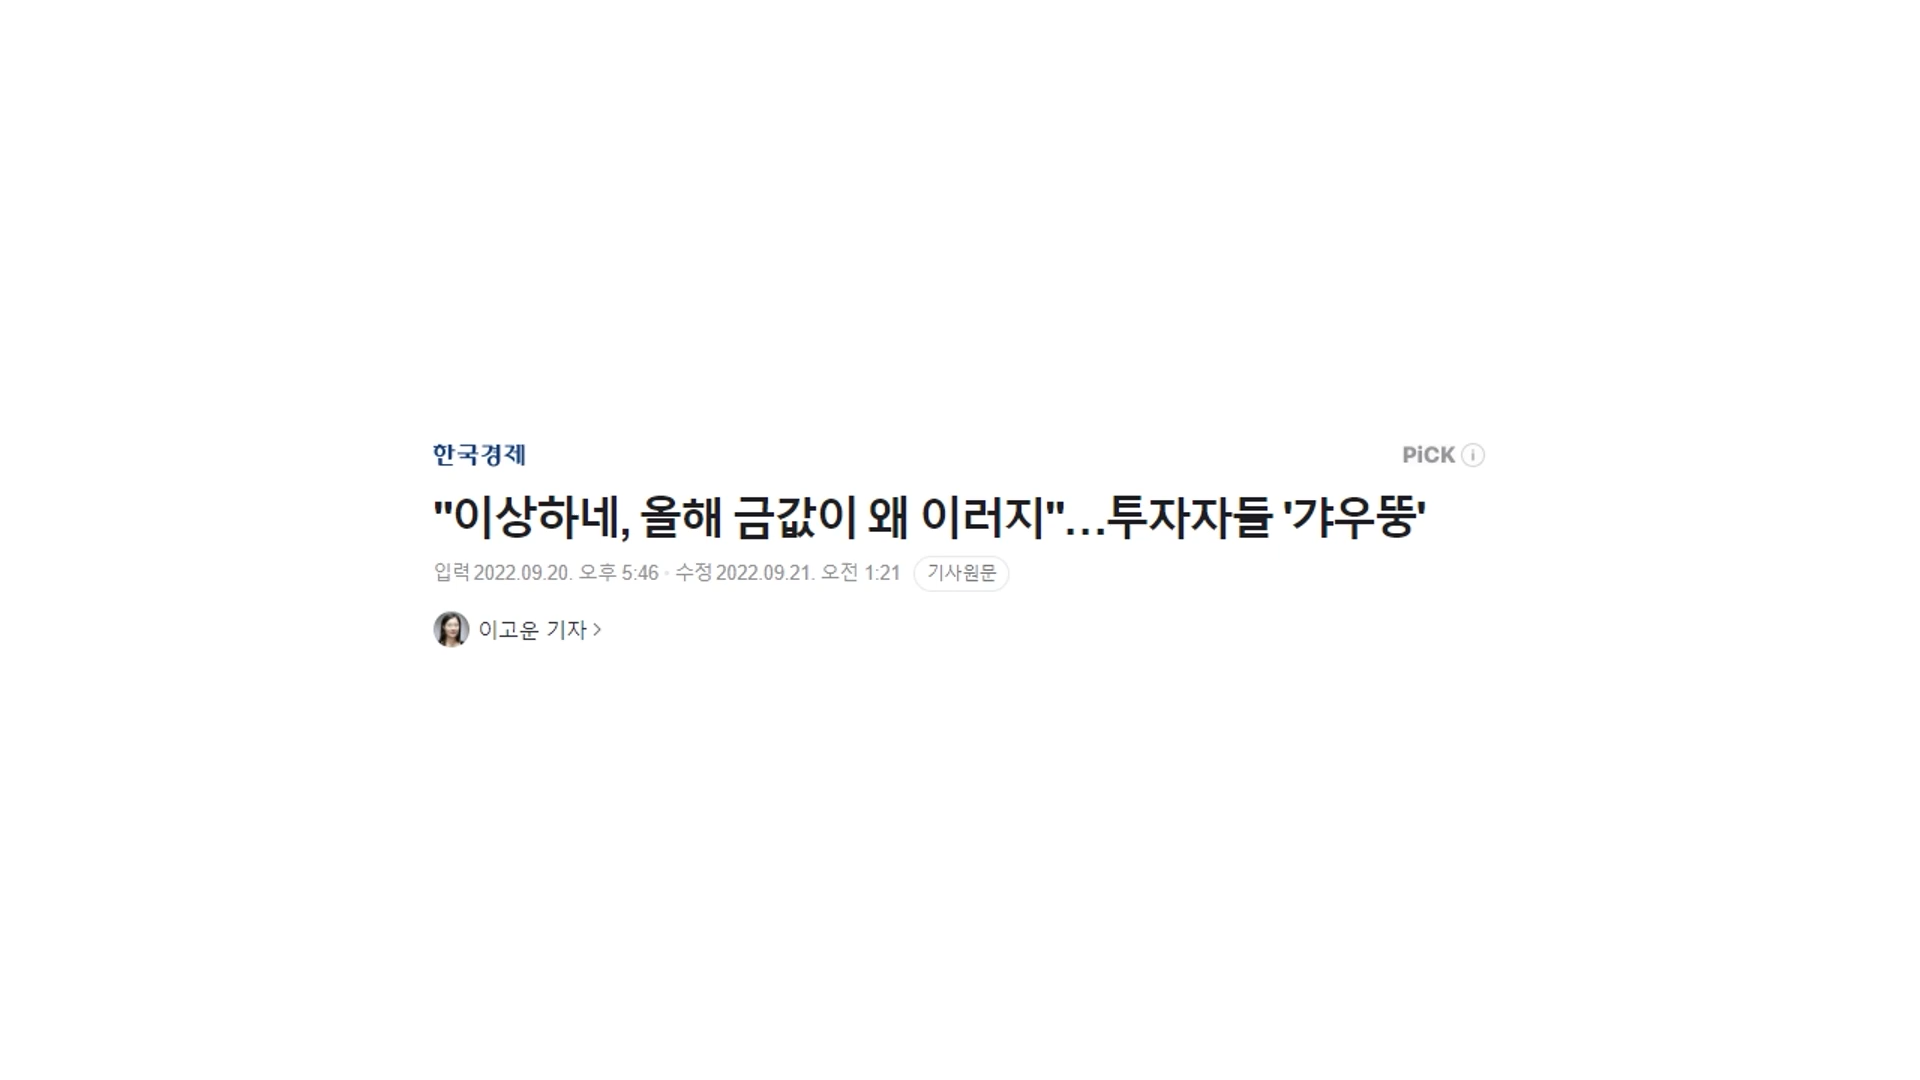 한국경제
PiCK i
"이상하네, 올해 금값이 왜 이러지"...투자자들 '갸우뚱'
입력 2022.09.20. 오후 5:46 · 수정 2022.09.21. 오전 1:21 기사원문
이고운 기자 >